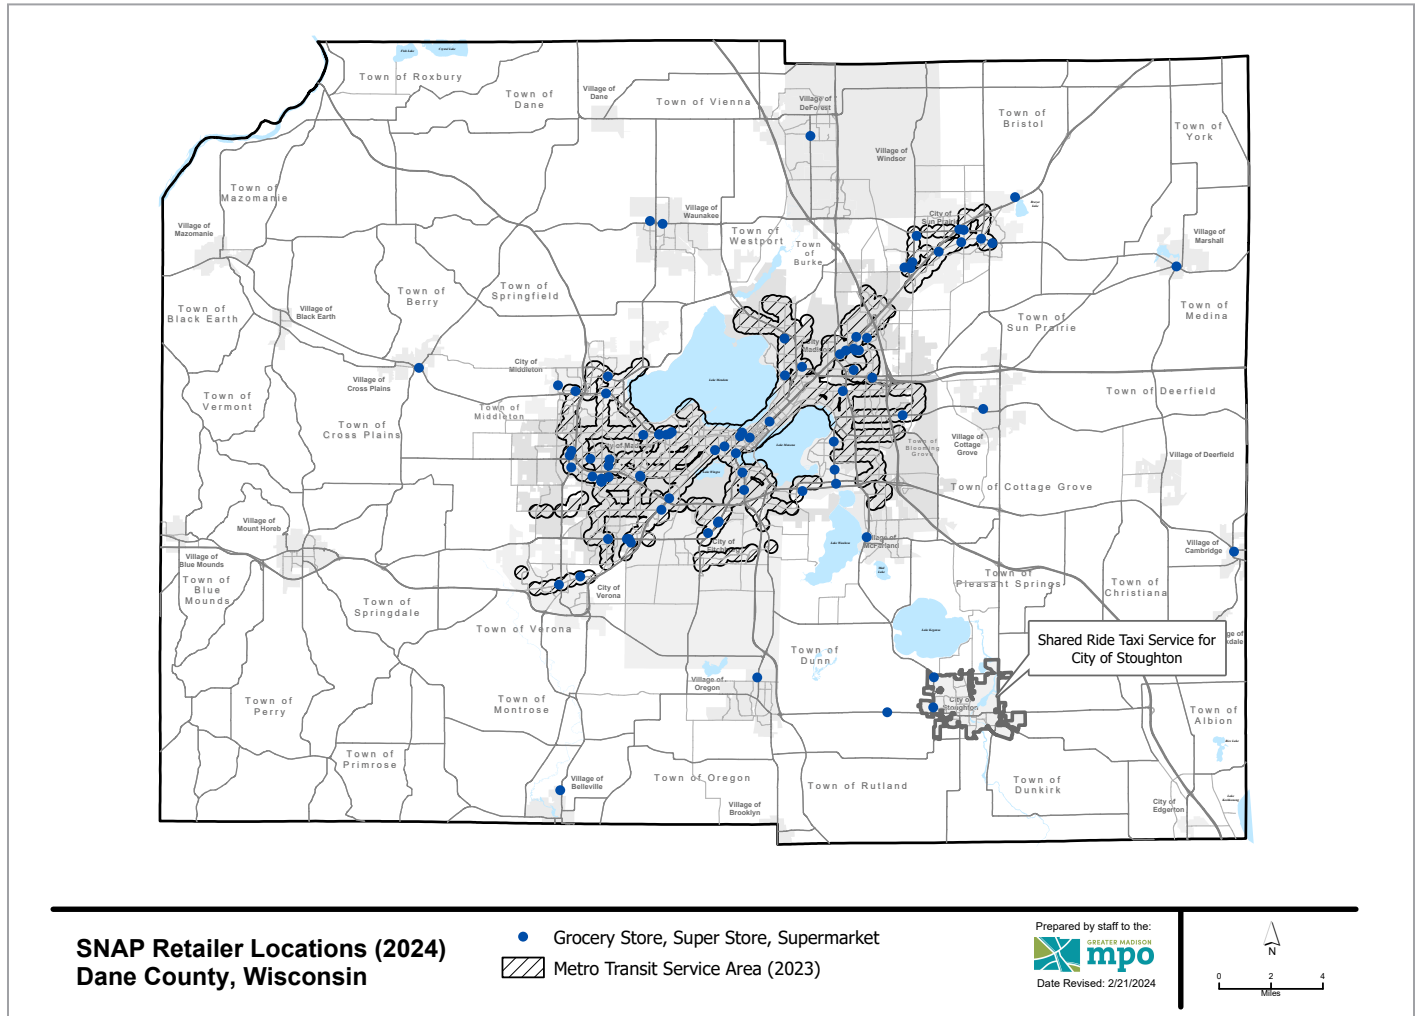 Town of Roxbury
Town of
Dane
Village of
Dane
Town of Vienna
Village of
DeForest
Village of
Windsor
Town of
Bristol
Town of
York
Town of
Mazomanie
Village of
Mazomanie
Village of
Waunakee
Town of
Westport
Town
of
Burke
City of
Sun Prairie
Village of
Marshall
Town of
Black Earth
Village of
Black Earth
Town of
Berry
Town of
Springfield
Town of
Sun Prairie
Town of
Medina
City of
Middleton
City of
Madison
Village of
Cross Plains
Lake Mendota
Town of
Vermont
Town of
Middleton
Town of
Cross Plains
Town of Deerfield
Village of
Cottage
Grove
Town of
Blooming
Grove
Village of Deerfield
Town of Cottage Grove
Village of
Mount Horeb
Village of
Blue Mounds
Town of
Blue
Mounds
Village of
McFarland
Village of
Cambridge
City of
Verona
Town of
Pleasant Springs
Town of
Christiana
Town of
Springdale
Town of Verona
Shared Ride Taxi Service for
City of Stoughton
Town of
Dunn
Village of
Oregon
City of
Stoughton
Town of
Perry
Town of
Montrose
Town of
Albion
Town of
Primrose
Village of
Belleville
Town of Oregon
Town of Rutland
Town of
Dunkirk
Village of
Brooklyn
City of
Edgerton
SNAP Retailer Locations (2024)
Dane County, Wisconsin
Grocery Store, Super Store, Supermarket
Metro Transit Service Area (2023)
Prepared by staff to the:
GREATER MADISON
mpo
Date Revised: 2/21/2024
N
0 2 4
Miles